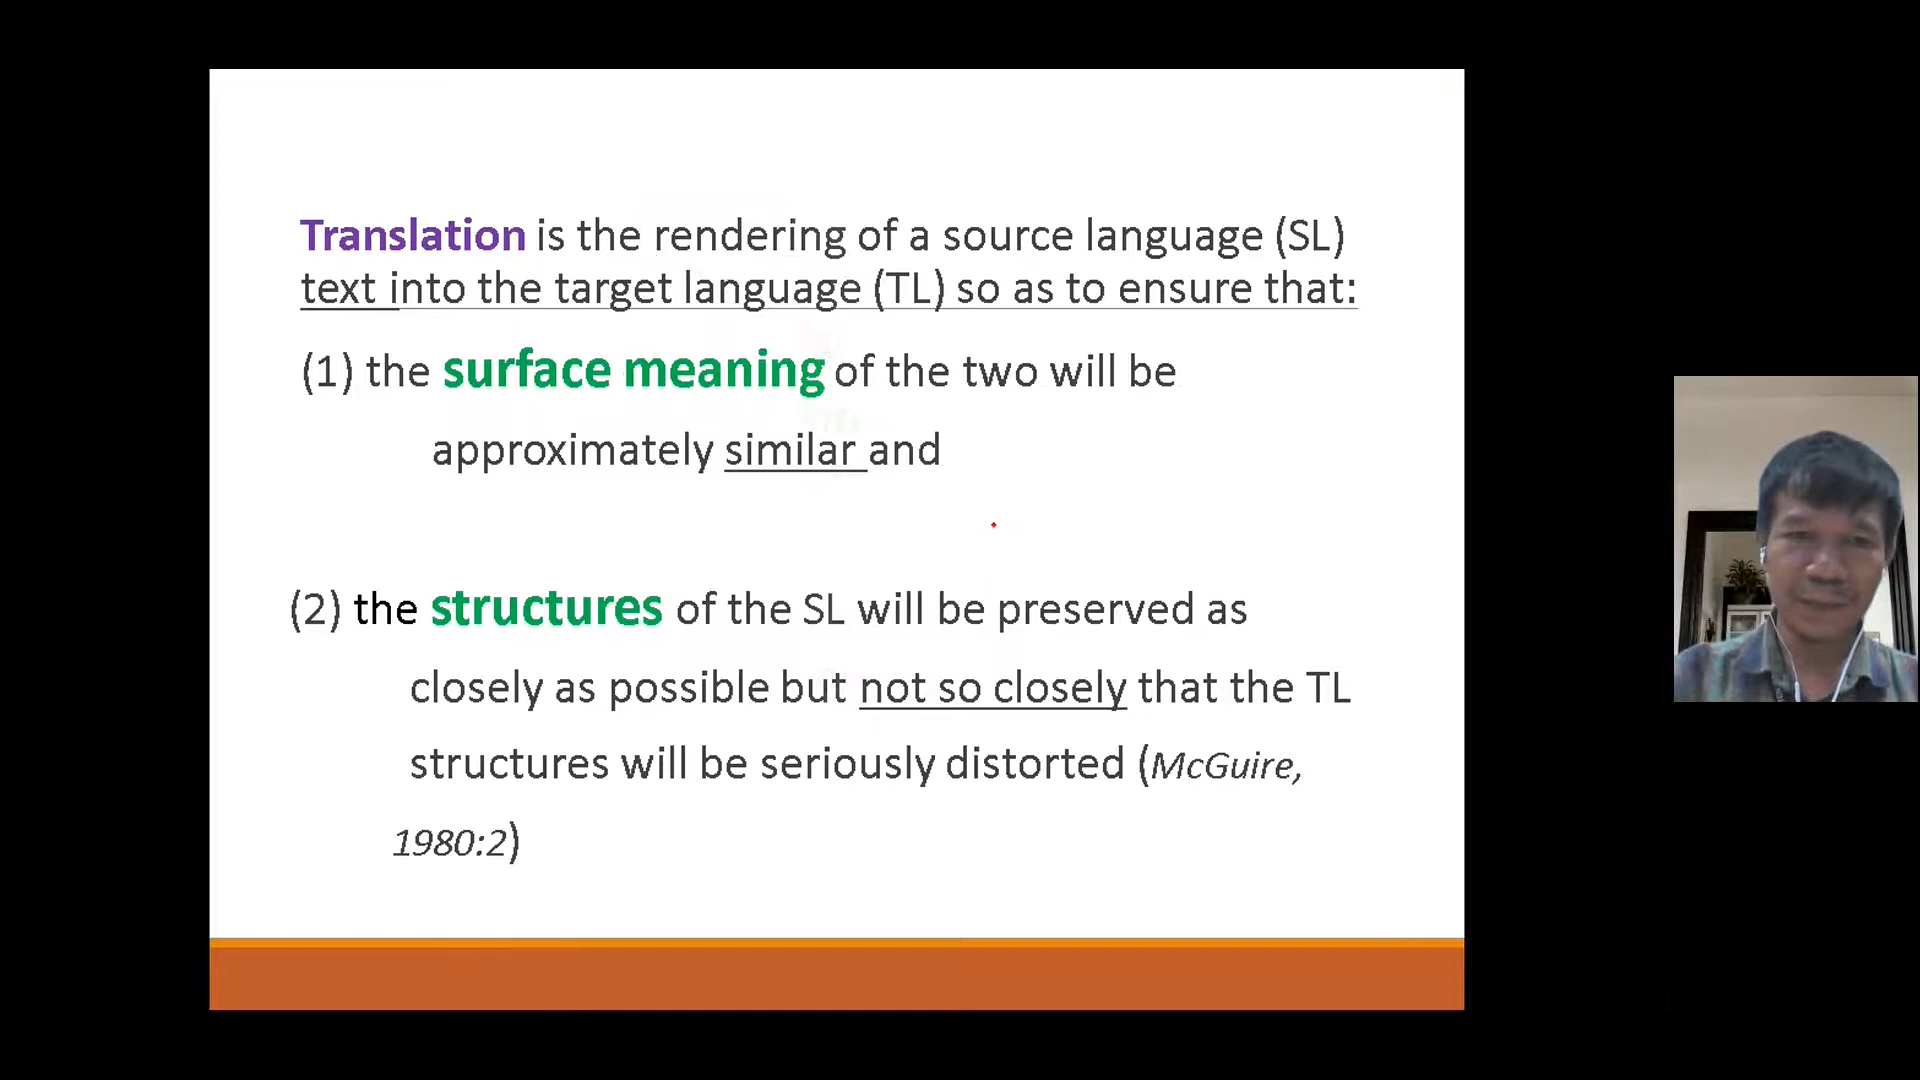 Translation is the rendering of a source language (SL)
text into the target language (TL) so as to ensure that:
(1) the surface meaning of the two will be
approximately similar and
(2) the structures of the SL will be preserved as
closely as possible but not so closely that the TL
structures will be seriously distorted (McGuire,
1980:2)